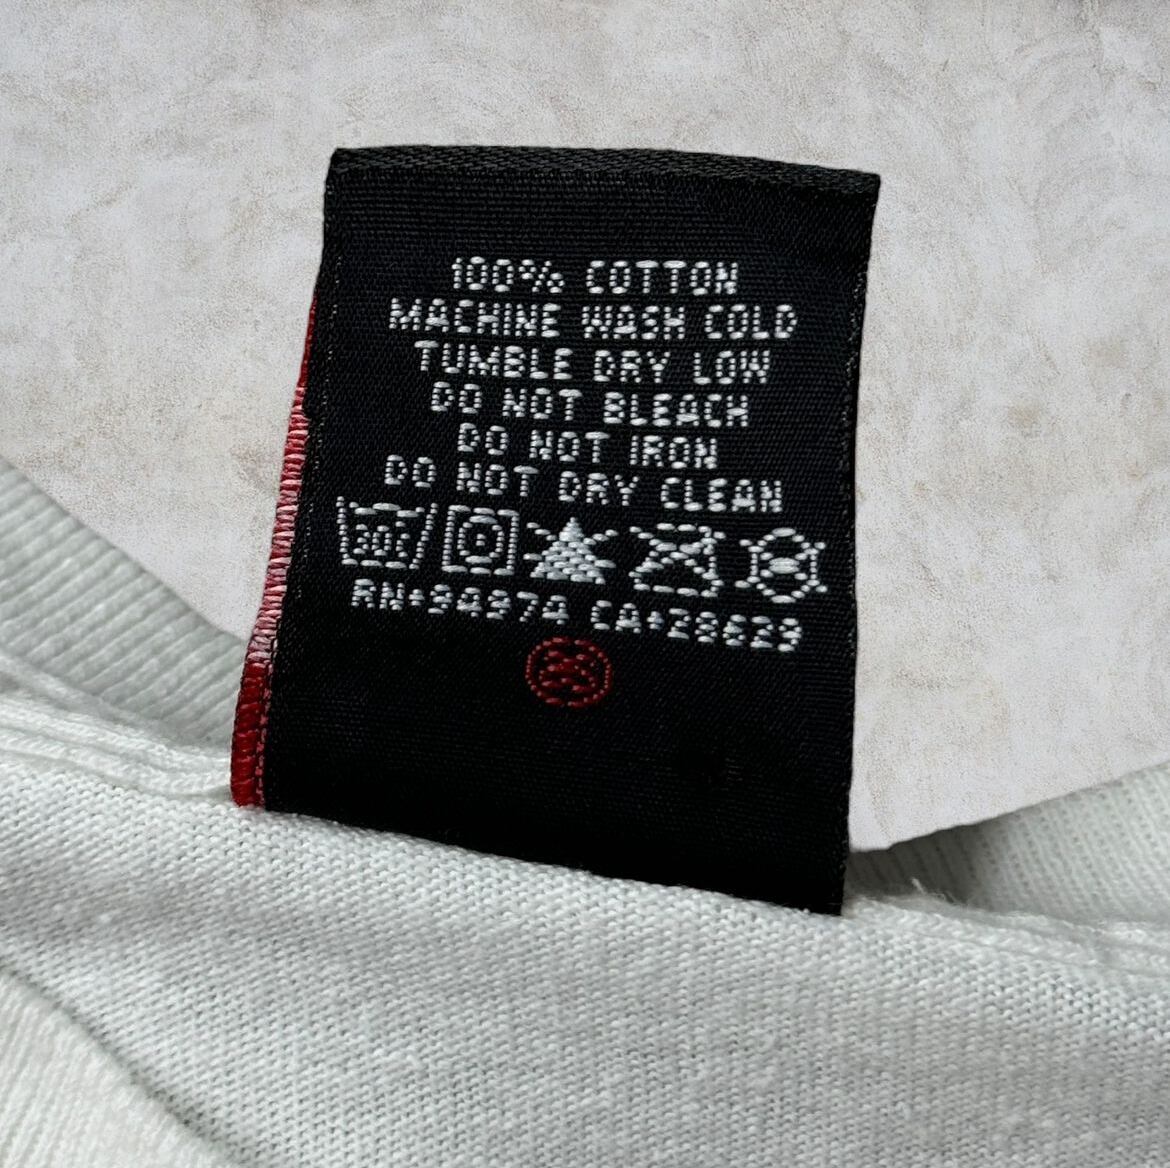 100% COTTON
MACHINE WASH COLD
TUMBLE DRY LOW
DO NOT BLEACH
DO NOT IRON
DO NOT DRY CLEAN
30°C
RN•94974 CA•28629